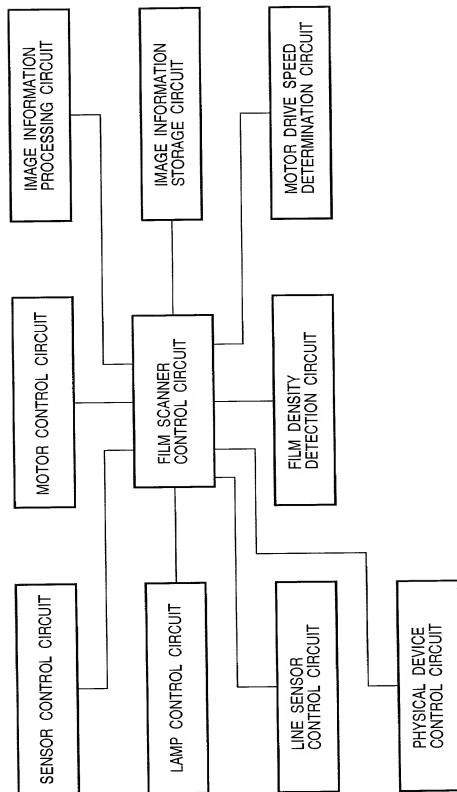 SENSOR CONTROL CIRCUIT
MOTOR CONTROL CIRCUIT
IMAGE INFORMATION
PROCESSING CIRCUIT
LAMP CONTROL CIRCUIT
FILM SCANNER
CONTROL CIRCUIT
IMAGE INFORMATION
STORAGE CIRCUIT
LINE SENSOR
CONTROL CIRCUIT
FILM DENSITY
DETECTION CIRCUIT
MOTOR DRIVE SPEED
DETERMINATION CIRCUIT
PHYSICAL DEVICE
CONTROL CIRCUIT